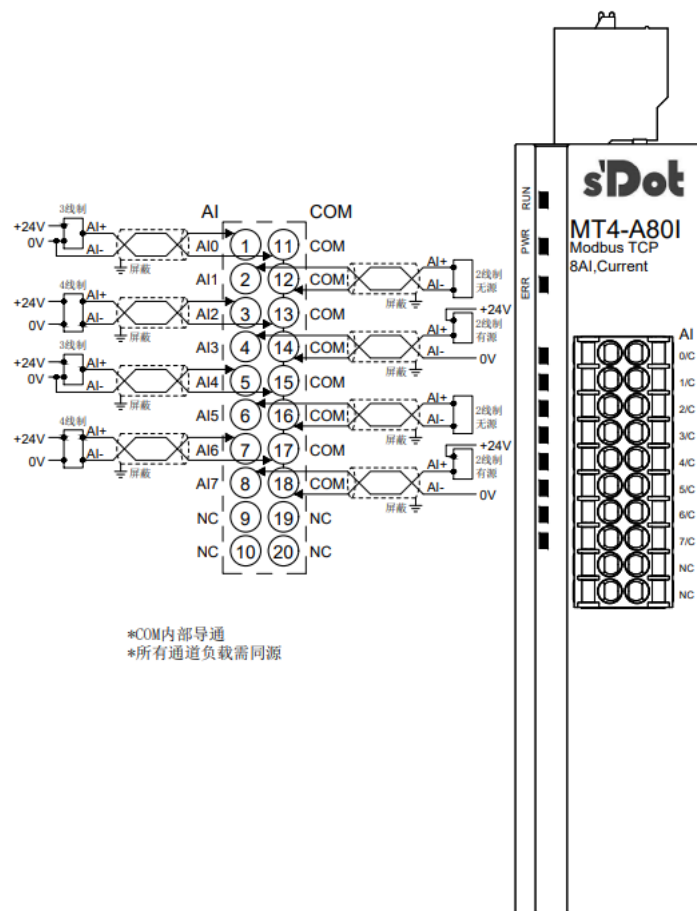 s'Dot
MT4-A80I
Modbus TCP
8AI,Current
RUN
PWR
ERR
AI
0/C
1/C
2/C
3/C
4/C
5/C
6/C
7/C
NC
NC
AI COM
3线制
+24V AI+
0V AI-
屏蔽
AI0 1 11 COM
AI1 2 12 COM
AI+
AI-
2线制
无源
屏蔽
4线制
+24V AI+
0V AI-
屏蔽
AI2 3 13 COM
AI3 4 14 COM
+24V
AI+
2线制
有源
AI- 0V
屏蔽
3线制
+24V AI+
0V AI-
屏蔽
AI4 5 15 COM
AI5 6 16 COM
AI+
AI-
2线制
无源
屏蔽
4线制
+24V AI+
0V AI-
屏蔽
AI6 7 17 COM
AI7 8 18 COM
+24V
AI+
2线制
有源
AI- 0V
屏蔽
NC 9 19 NC
NC 10 20 NC
*COM内部导通
*所有通道负载需同源